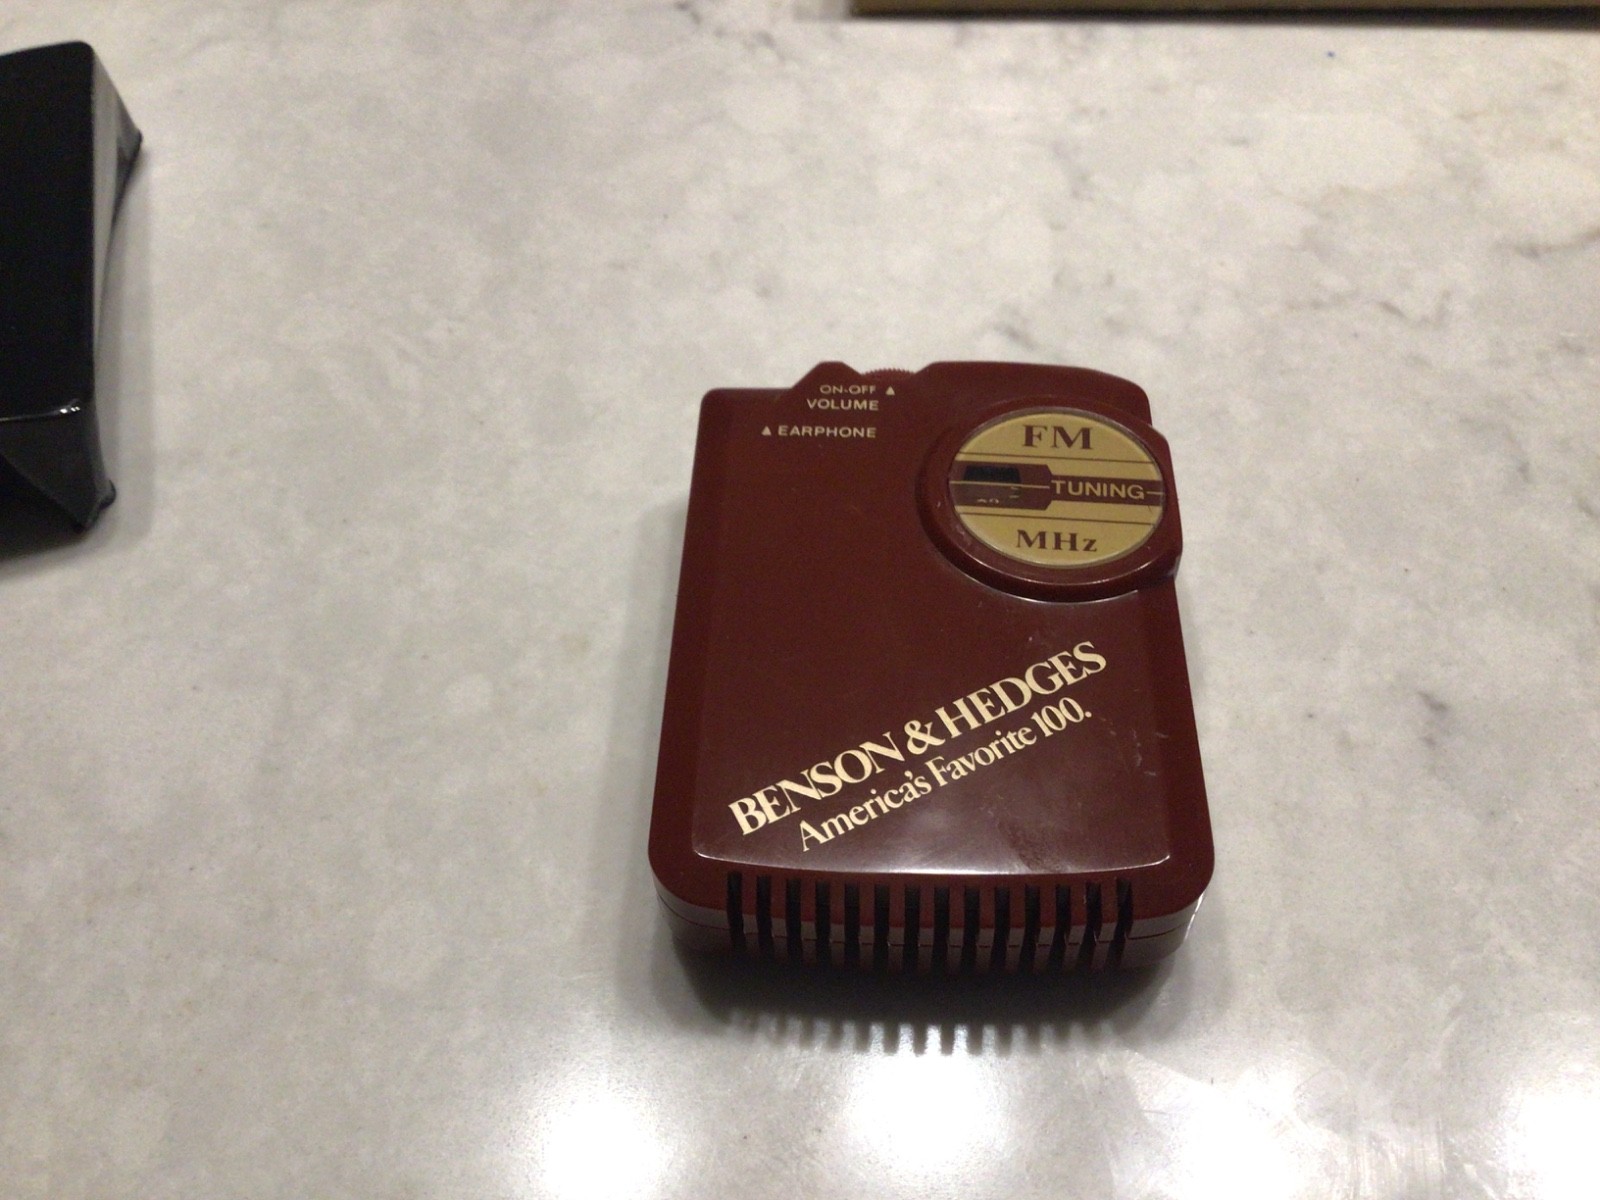 ON-OFF ▲
VOLUME
▲ EARPHONE
FM
TUNING
MHz
BENSON & HEDGES
America's Favorite 100.